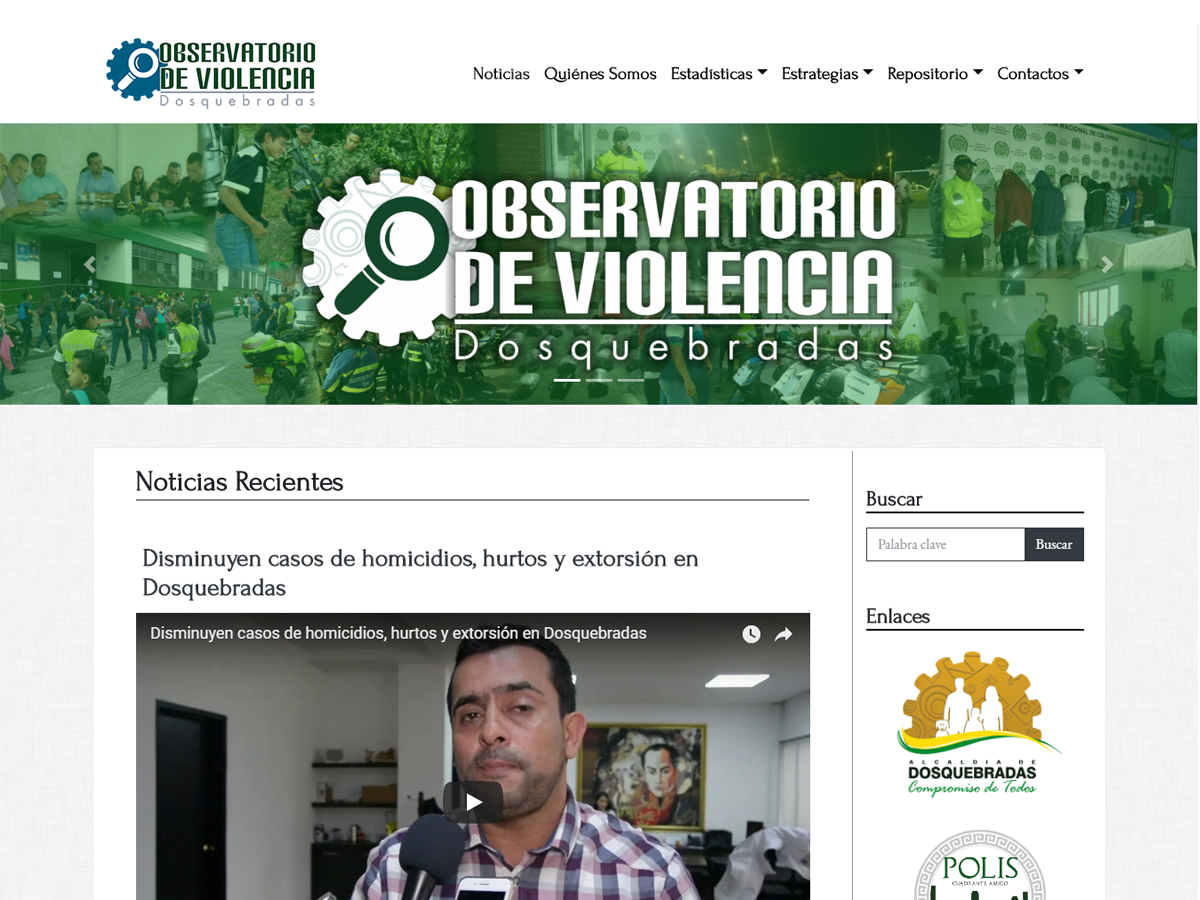 OBSERVATORIO
DE VIOLENCIA
Dosquebradas
Noticias Quiénes Somos Estadísticas Estrategias Repositorio Contactos
OBSERVATORIO
DE VIOLENCIA
Dosquebradas
Noticias Recientes
Disminuyen casos de homicidios, hurtos y extorsión en
Dosquebradas
Disminuyen casos de homicidios, hurtos y extorsión en Dosquebradas
Buscar
Palabra clave Buscar
Enlaces
ALCALDIA DE
DOSQUEBRADAS
Compromiso de Todos
POLIS
CUADRANTE AMIGO